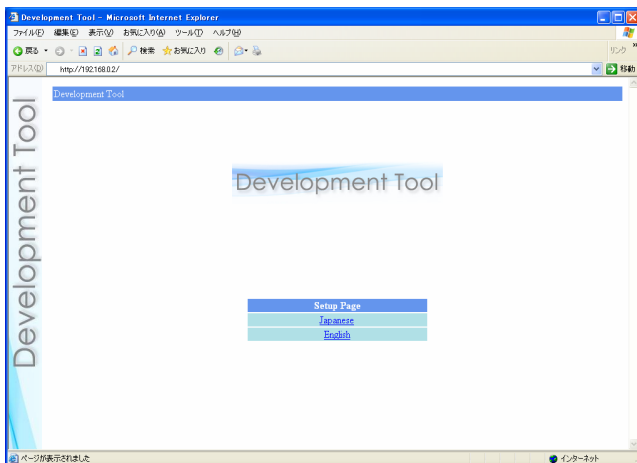 Development Tool - Microsoft Internet Explorer
ファイル(F) 編集(E) 表示(V) お気に入り(A) ツール(T) ヘルプ(H)
戻る 検索 お気に入り リンク »
アドレス(D) http://192.168.0.2/ 移動
Development Tool
Development Tool
Development Tool
Setup Page
Japanese
English
ページが表示されました インターネット